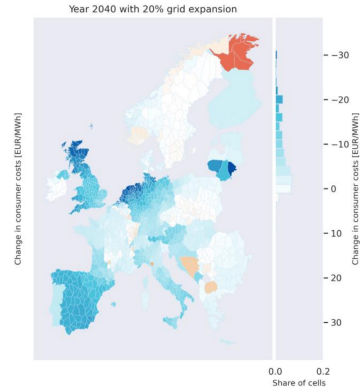 Year 2040 with 20% grid expansion
Change in consumer costs [EUR/MWh]
−30
−20
−10
0
10
20
30
Change in consumer costs [EUR/MWh]
0.0 0.2
Share of cells